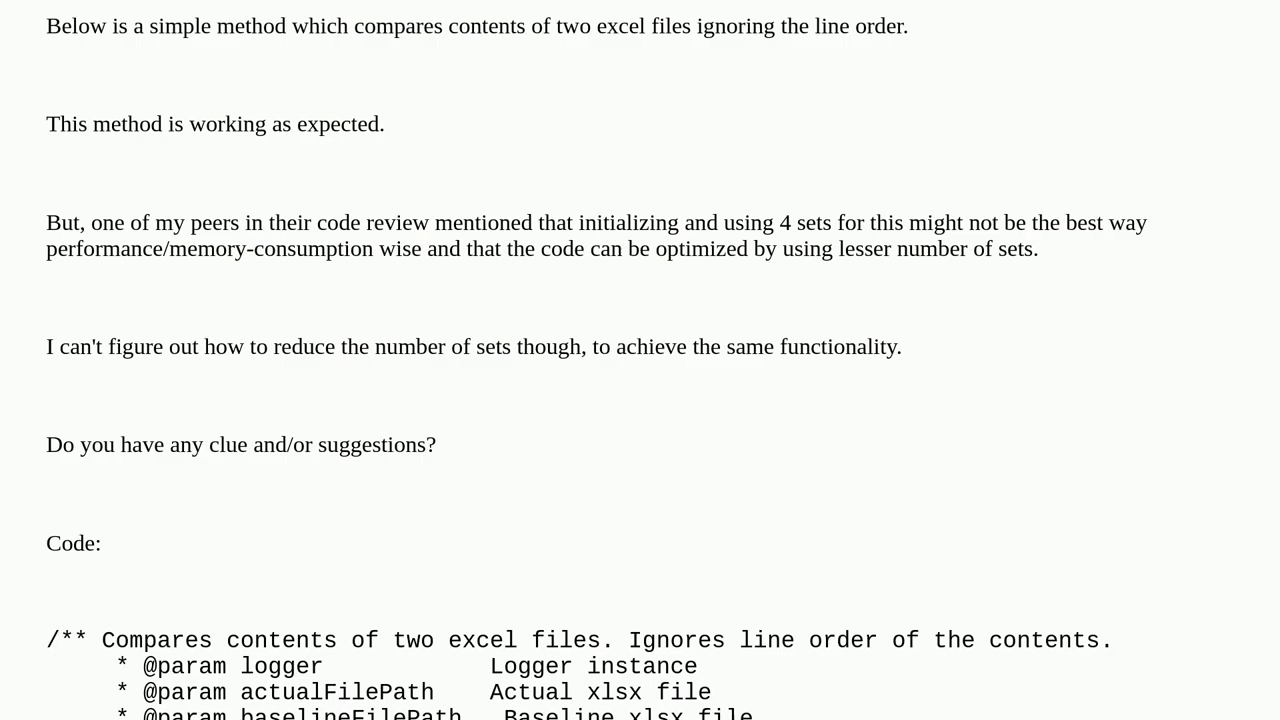 Below is a simple method which compares contents of two excel files ignoring the line order.
This method is working as expected.
But, one of my peers in their code review mentioned that initializing and using 4 sets for this might not be the best way
performance/memory-consumption wise and that the code can be optimized by using lesser number of sets.
I can't figure out how to reduce the number of sets though, to achieve the same functionality.
Do you have any clue and/or suggestions?
Code:
/** Compares contents of two excel files. Ignores line order of the contents.
     * @param logger            Logger instance
     * @param actualFilePath    Actual xlsx file
     * @param baselineFilePath   Baseline xlsx file